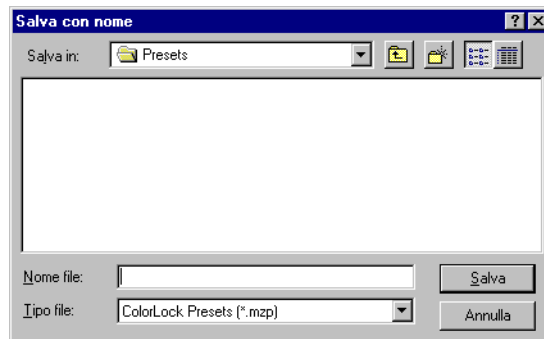 Salva con nome
Salva in: Presets
Nome file:
Salva
Tipo file: ColorLock Presets (*.mzp)
Annulla